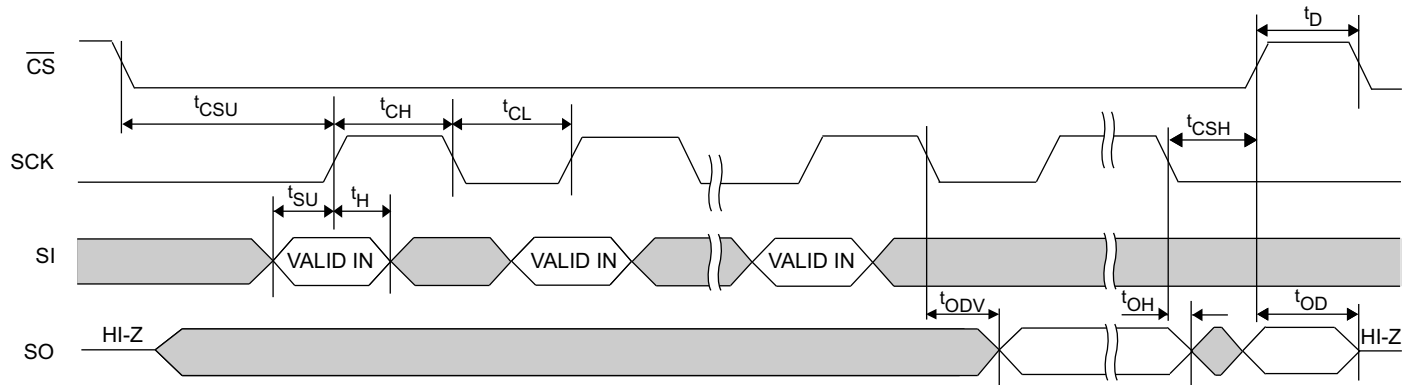 tD
CS
tCSU
tCH
tCL
tCSH
SCK
tSU
tH
SI
VALID IN
VALID IN
VALID IN
tODV
tOH
tOD
HI-Z
HI-Z
SO